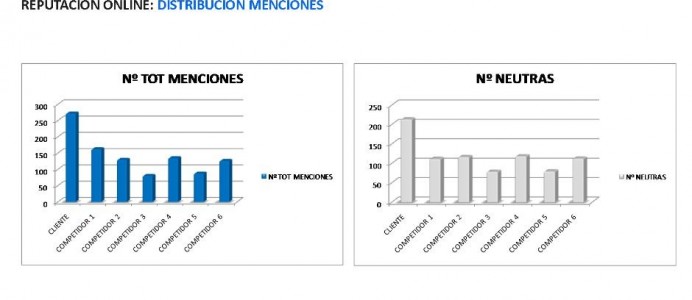 REPUTACIÓN ONLINE: DISTRIBUCIÓN MENCIONES
Nº TOT MENCIONES
300
250
200
150
100
50
0
CLIENTE
COMPETIDOR 1
COMPETIDOR 2
COMPETIDOR 3
COMPETIDOR 4
COMPETIDOR 5
COMPETIDOR 6
Nº TOT MENCIONES
Nº NEUTRAS
250
200
150
100
50
0
CLIENTE
COMPETIDOR 1
COMPETIDOR 2
COMPETIDOR 3
COMPETIDOR 4
COMPETIDOR 5
COMPETIDOR 6
Nº NEUTRAS